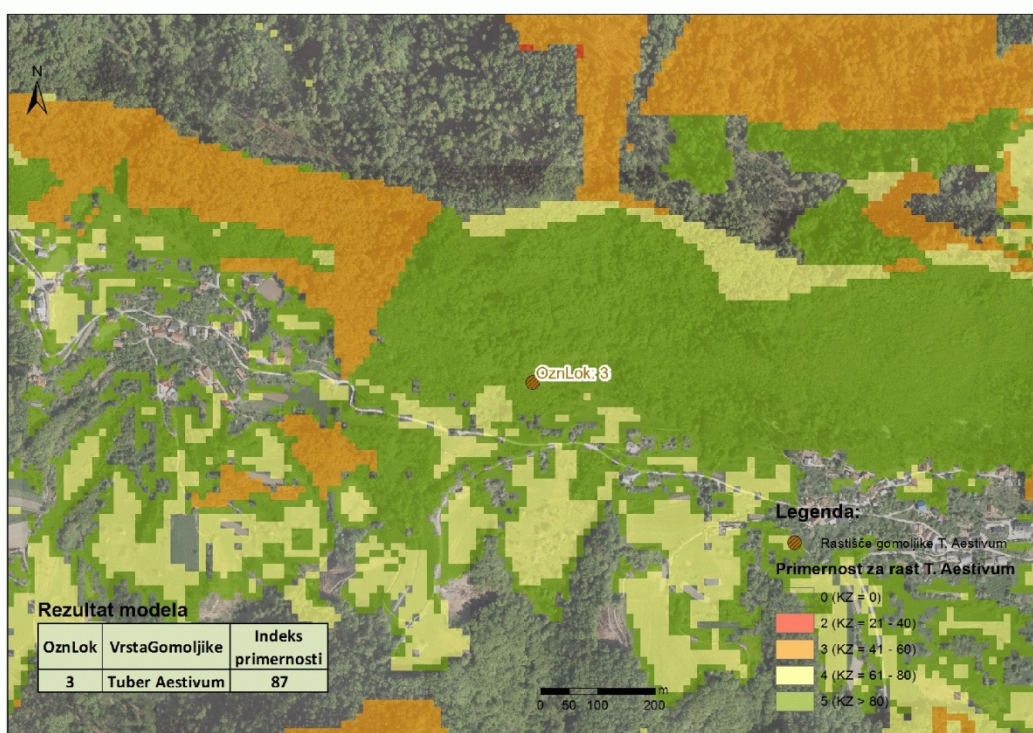 N
OznLok: 3
Legenda:
Rastišče gomoljike T. Aestivum
Primernost za rast T. Aestivum
0 (KZ = 0)
2 (KZ = 21 - 40)
3 (KZ = 41 - 60)
4 (KZ = 61 - 80)
5 (KZ > 80)
Rezultat modela
OznLok VrstaGomoljike Indeks primernosti
3 Tuber Aestivum 87
m
0 50 100 200